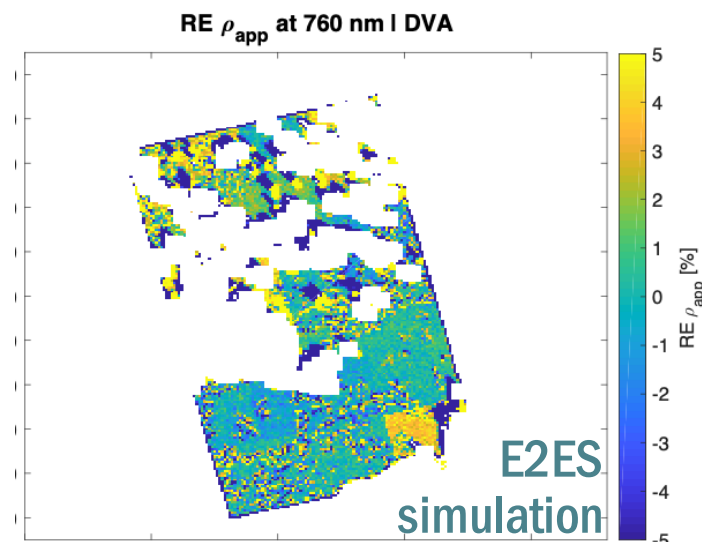 RE ρapp at 760 nm | DVA
5
4
3
2
1
0
-1
-2
-3
-4
-5
RE ρapp [%]
E2ES
simulation